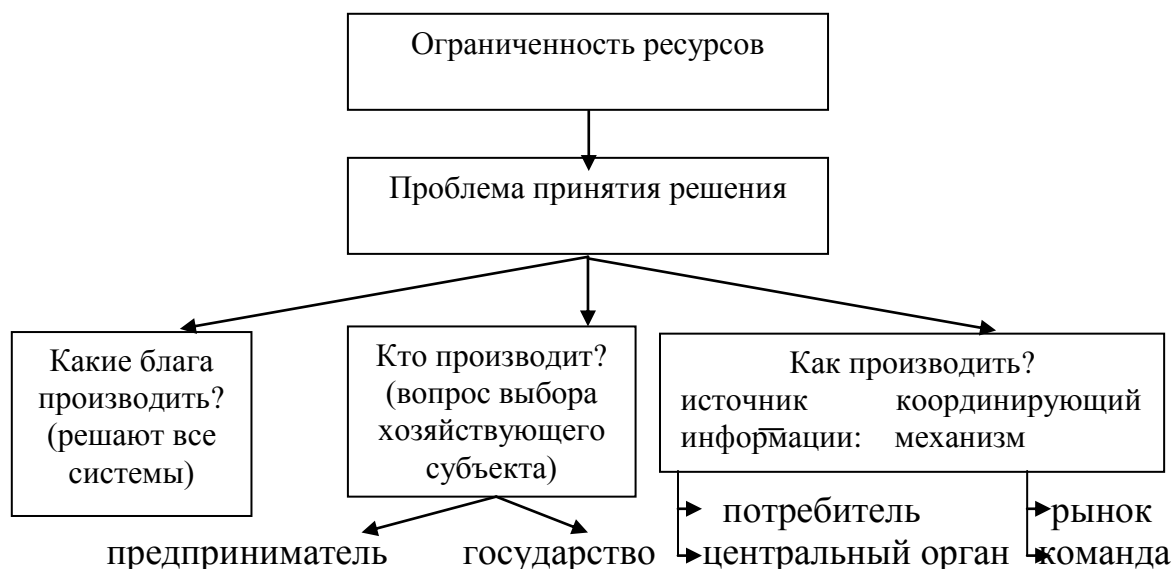 Ограниченность ресурсов
Проблема принятия решения
Какие блага
производить?
(решают все
системы)
Кто производит?
(вопрос выбора
хозяйствующего
субъекта)
Как производить?
источник координирующий
информации: механизм
потребитель рынок
предприниматель государство центральный орган команда